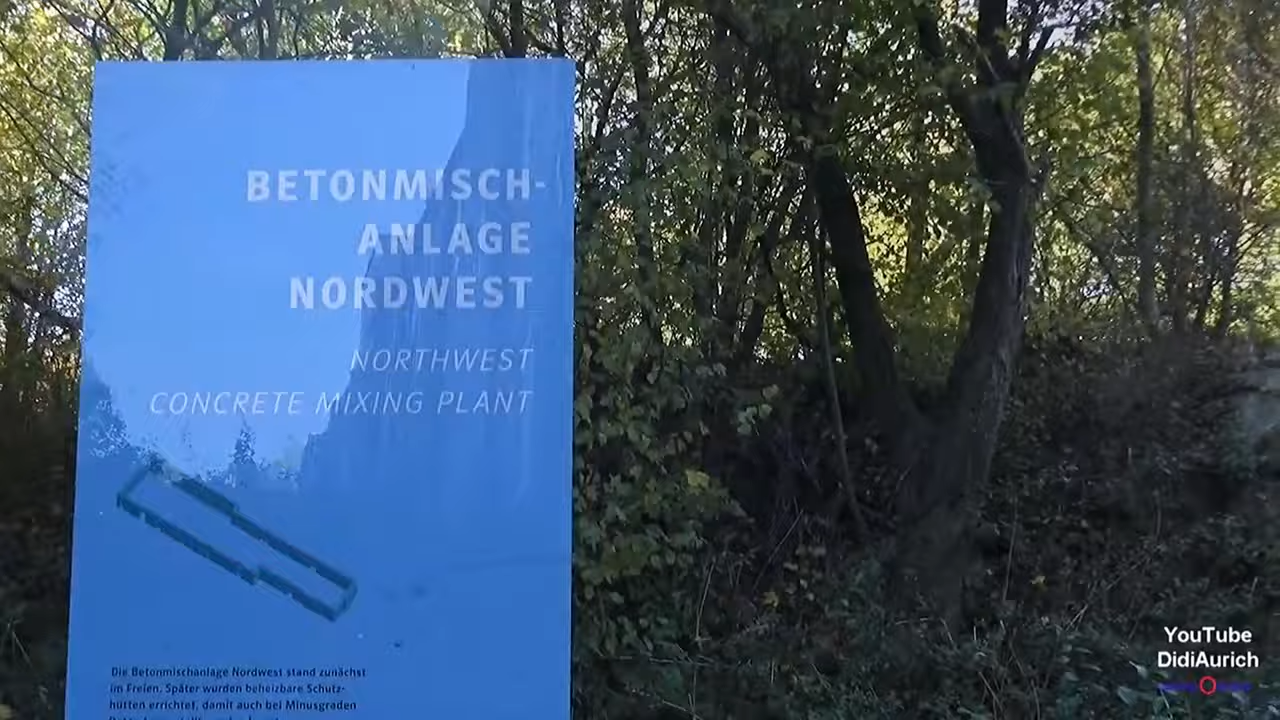 BETONMISCH-
ANLAGE
NORDWEST
NORTHWEST
CONCRETE MIXING PLANT
Die Betonmischanlage Nordwest stand zunächst
im Freien. Später wurden beheizbare Schutz-
hütten errichtet, damit auch bei Minusgraden
YouTube
DidiAurich